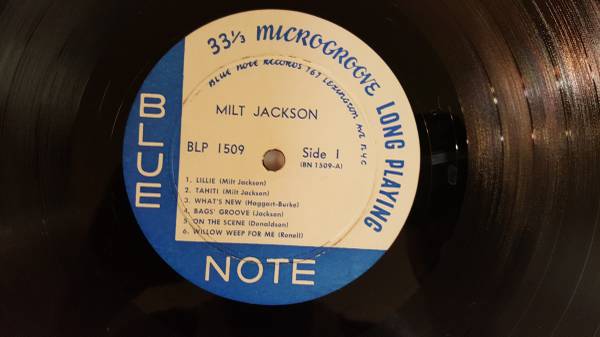 33⅓ MICROGROOVE LONG PLAYING
BLUE NOTE RECORDS 767 LEXINGTON AVE N.Y.C
MILT JACKSON
BLP 1509
Side 1
(BN 1509-A)
1. LILLIE (Milt Jackson)
2. TAHITI (Milt Jackson)
3. WHAT'S NEW (Haggart-Burke)
4. BAGS' GROOVE (Jackson)
5. ON THE SCENE (Donaldson)
6. WILLOW WEEP FOR ME (Ronell)
BLUE
NOTE